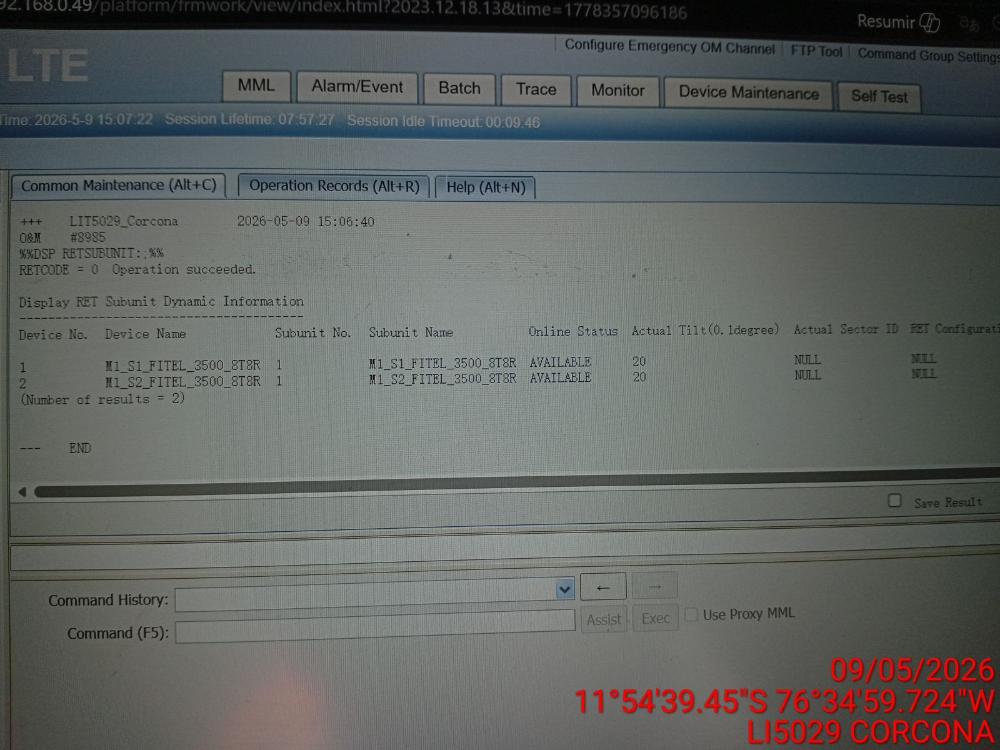 92.168.0.49/platform/frmwork/view/index.html?2023.12.18.13&time=1778357096186
Resumir
LTE
Configure Emergency OM Channel | FTP Tool | Command Group Settings
MML Alarm/Event Batch Trace Monitor Device Maintenance Self Test
Time: 2026-5-9 15:07:22 Session Lifetime: 07:57:27 Session Idle Timeout: 00:09:46
Common Maintenance (Alt+C) Operation Records (Alt+R) Help (Alt+N)
+++ LIT5029_Corcona 2026-05-09 15:06:40
O&M #8985
%%DSP RETSUBUNIT:;%%
RETCODE = 0 Operation succeeded.
Display RET Subunit Dynamic Information
---------------------------------------
Device No. Device Name Subunit No. Subunit Name Online Status Actual Tilt(0.1degree) Actual Sector ID RET Configurati
1 M1_S1_FITEL_3500_8T8R 1 M1_S1_FITEL_3500_8T8R AVAILABLE 20 NULL NULL
2 M1_S2_FITEL_3500_8T8R 1 M1_S2_FITEL_3500_8T8R AVAILABLE 20 NULL NULL
(Number of results = 2)
--- END
Save Result
Command History: ← →
Command (F5): Assist Exec Use Proxy MML
09/05/2026
11°54'39.45"S 76°34'59.724"W
LI5029 CORCONA